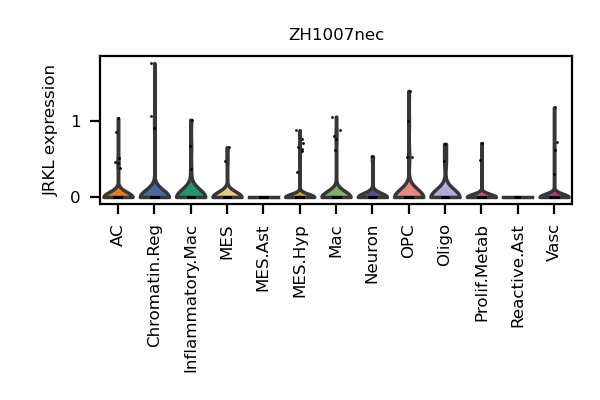 ZH1007nec
JRKL expression
1
0
AC
Chromatin.Reg
Inflammatory.Mac
MES
MES.Ast
MES.Hyp
Mac
Neuron
OPC
Oligo
Prolif.Metab
Reactive.Ast
Vasc